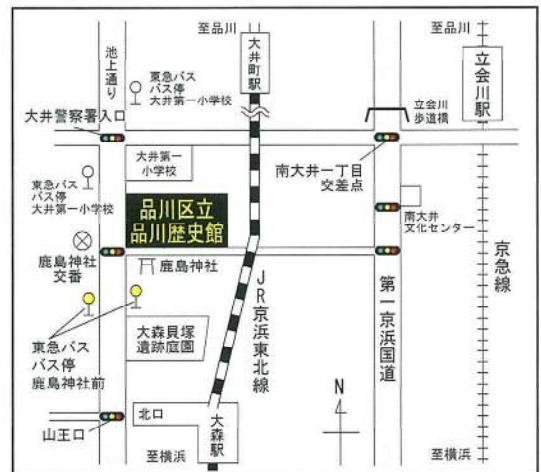 至品川
至品川
池上通り
大井町駅
立会川駅
東急バス
バス停
大井第一小学校
立会川
歩道橋
大井警察署入口
大井第一
小学校
南大井一丁目
交差点
東急バス
バス停
大井第一小学校
品川区立
品川歴史館
南大井
文化センター
鹿島神社
交番
鹿島神社
JR京浜東北線
第一京浜国道
京急線
東急バス
バス停
鹿島神社前
大森貝塚
遺跡庭園
N
北口
大森駅
山王口
至横浜
至横浜